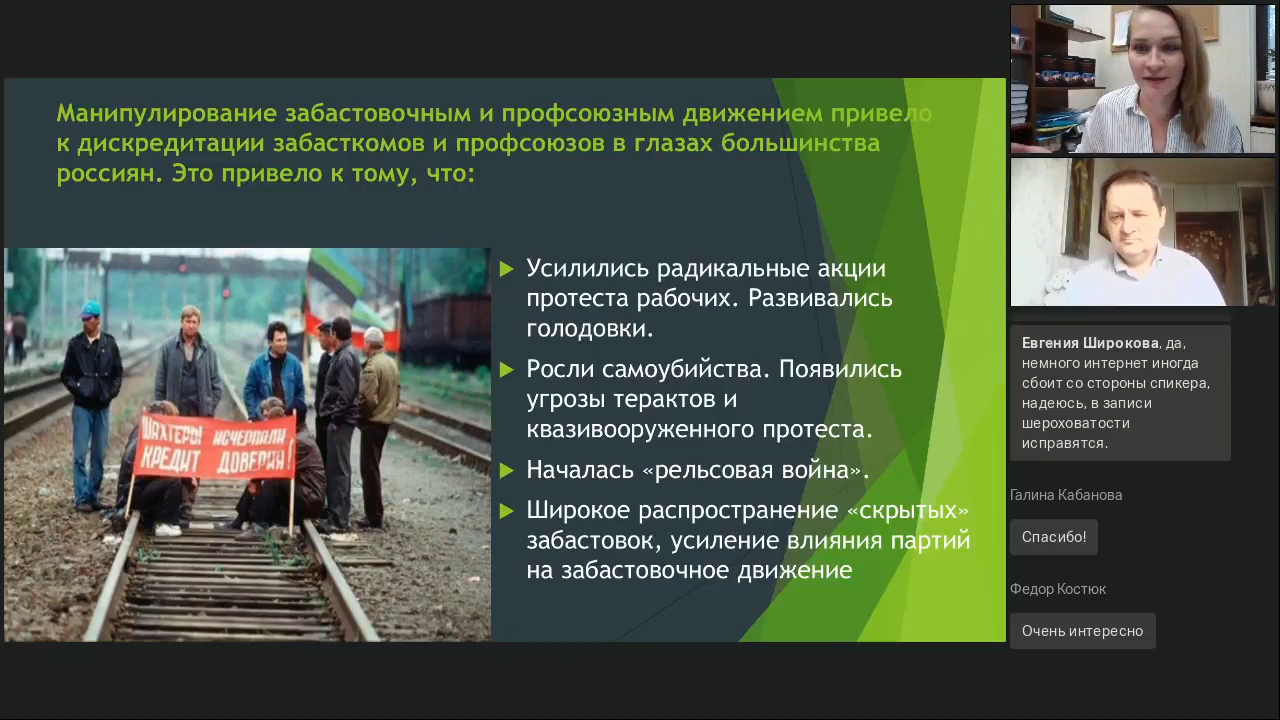 Манипулирование забастовочным и профсоюзным движением привело
к дискредитации забасткомов и профсоюзов в глазах большинства
россиян. Это привело к тому, что:
ШАХТЕРЫ ИСЧЕРПАЛИ
КРЕДИТ ДОВЕРИЯ!
Усилились радикальные акции
протеста рабочих. Развивались
голодовки.
Росли самоубийства. Появились
угрозы терактов и
квазивооруженного протеста.
Началась «рельсовая война».
Широкое распространение «скрытых»
забастовок, усиление влияния партий
на забастовочное движение
Евгения Широкова, да,
немного интернет иногда
сбоит со стороны спикера,
надеюсь, в записи
шероховатости
исправятся.
Галина Кабанова
Спасибо!
Федор Костюк
Очень интересно